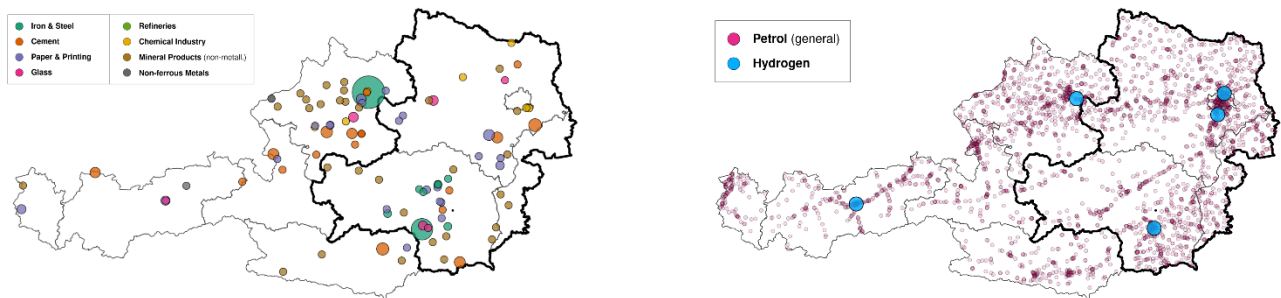 Iron & Steel
Cement
Paper & Printing
Glass
Refineries
Chemical Industry
Mineral Products (non-metall.)
Non-ferrous Metals
Petrol (general)
Hydrogen